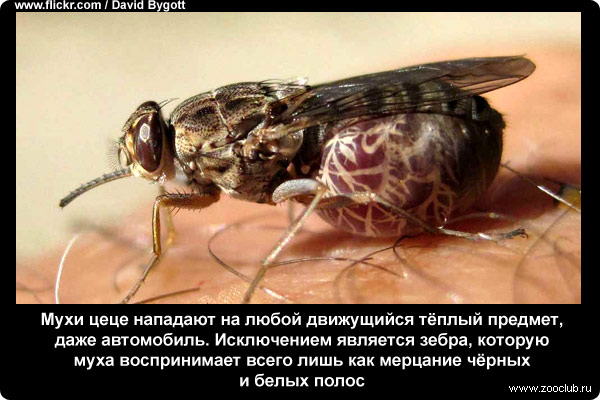 www.flickr.com / David Bygott
Мухи цеце нападают на любой движущийся тёплый предмет,
даже автомобиль. Исключением является зебра, которую
муха воспринимает всего лишь как мерцание чёрных
и белых полос
www.zooclub.ru